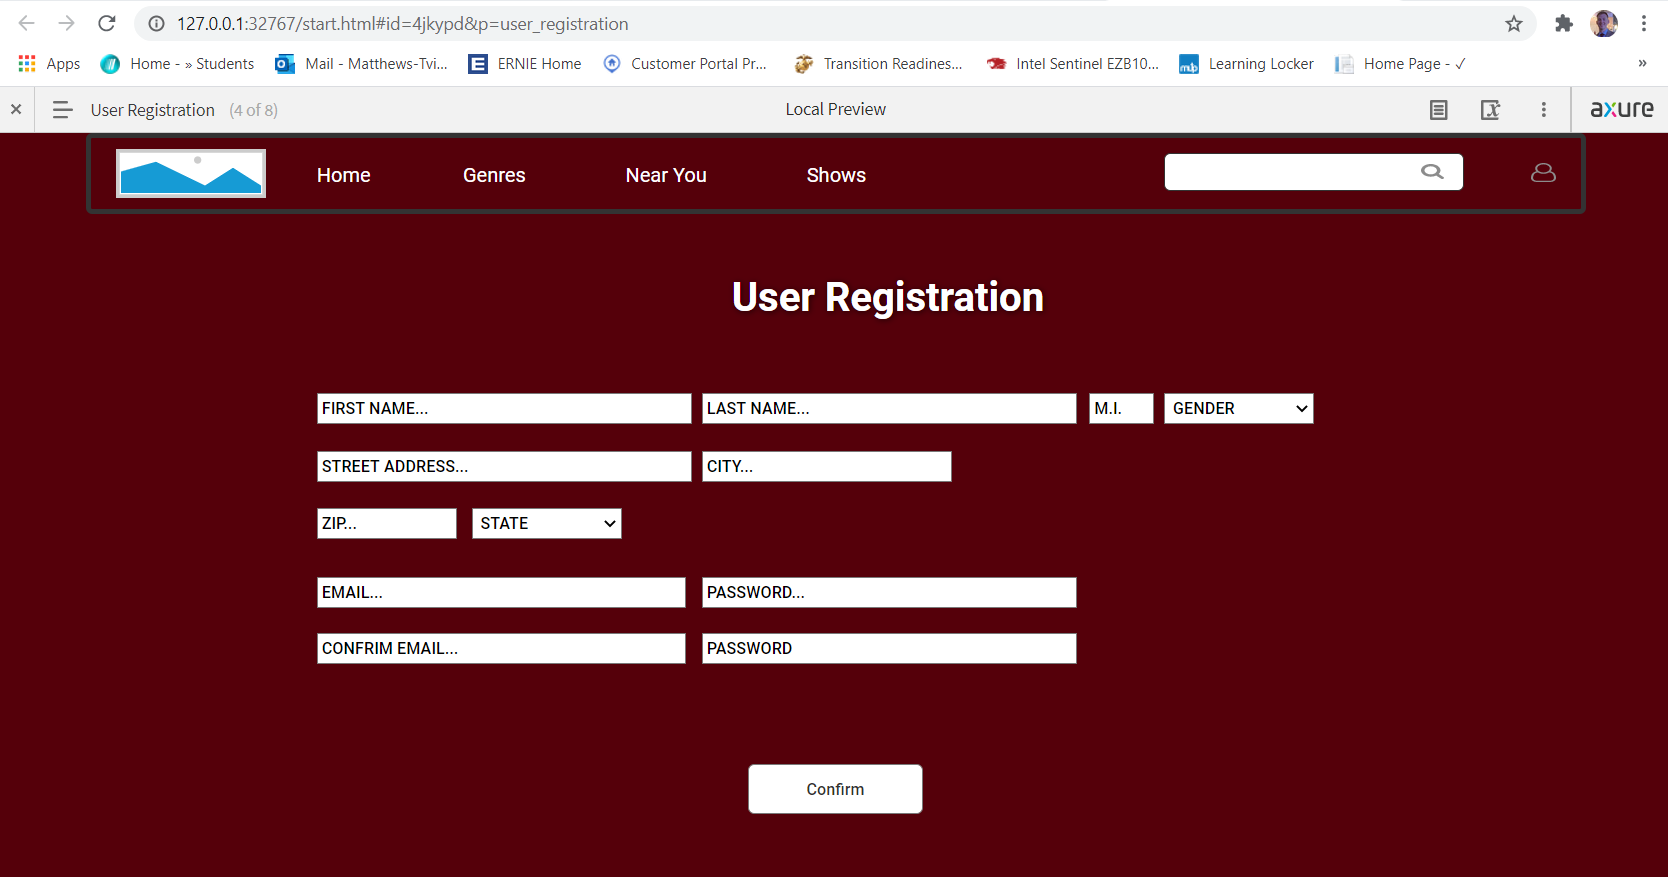 127.0.0.1:32767/start.html#id=4jkypd&p=user_registration
Apps Home - » Students Mail - Matthews-Tvi... ERNIE Home Customer Portal Pr... Transition Readines... Intel Sentinel EZB10... mdp Learning Locker Home Page - ✓ »
User Registration (4 of 8) Local Preview axure
Home Genres Near You Shows
User Registration
FIRST NAME... LAST NAME... M.I. GENDER
STREET ADDRESS... CITY...
ZIP... STATE
EMAIL... PASSWORD...
CONFRIM EMAIL... PASSWORD
Confirm